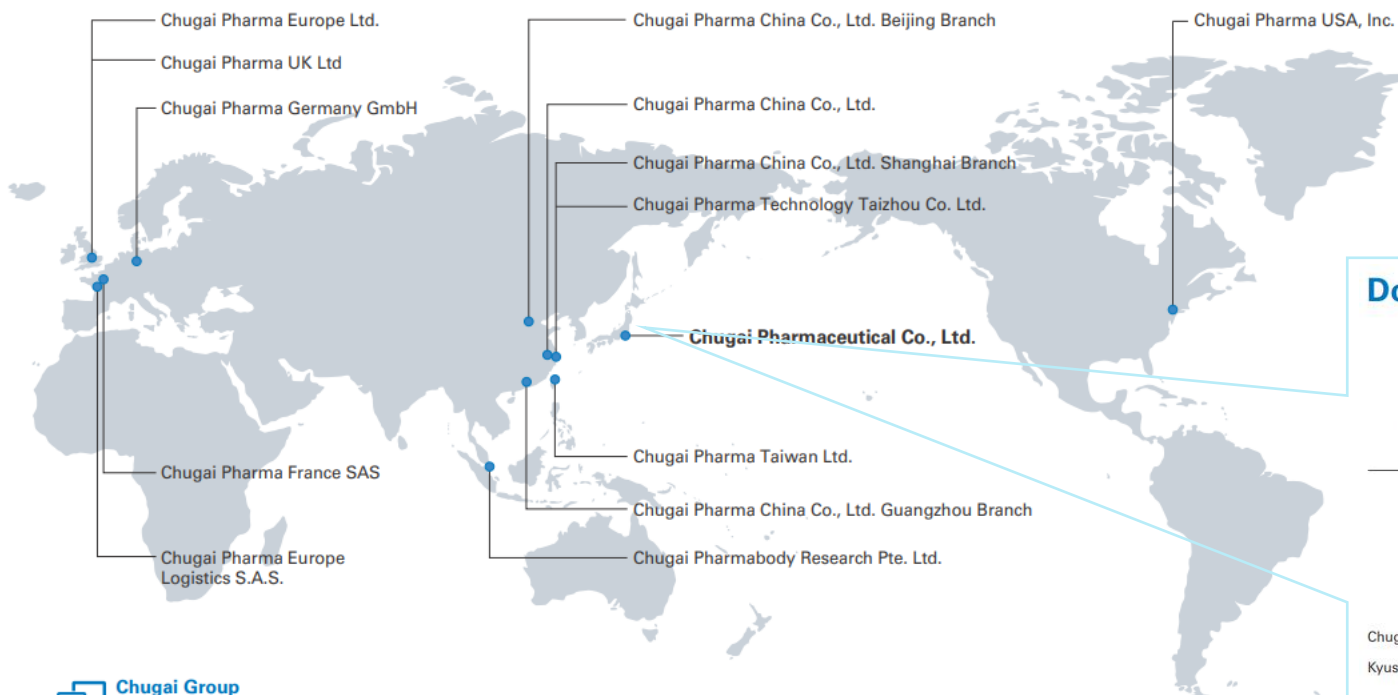 Chugai Pharma Europe Ltd.
Chugai Pharma UK Ltd
Chugai Pharma Germany GmbH
Chugai Pharma France SAS
Chugai Pharma Europe
Logistics S.A.S.
Chugai Pharma China Co., Ltd. Beijing Branch
Chugai Pharma China Co., Ltd.
Chugai Pharma China Co., Ltd. Shanghai Branch
Chugai Pharma Technology Taizhou Co. Ltd.
Chugai Pharmaceutical Co., Ltd.
Chugai Pharma Taiwan Ltd.
Chugai Pharma China Co., Ltd. Guangzhou Branch
Chugai Pharmabody Research Pte. Ltd.
Chugai Pharma USA, Inc.
Do
Chug
Kyus
Chugai Group